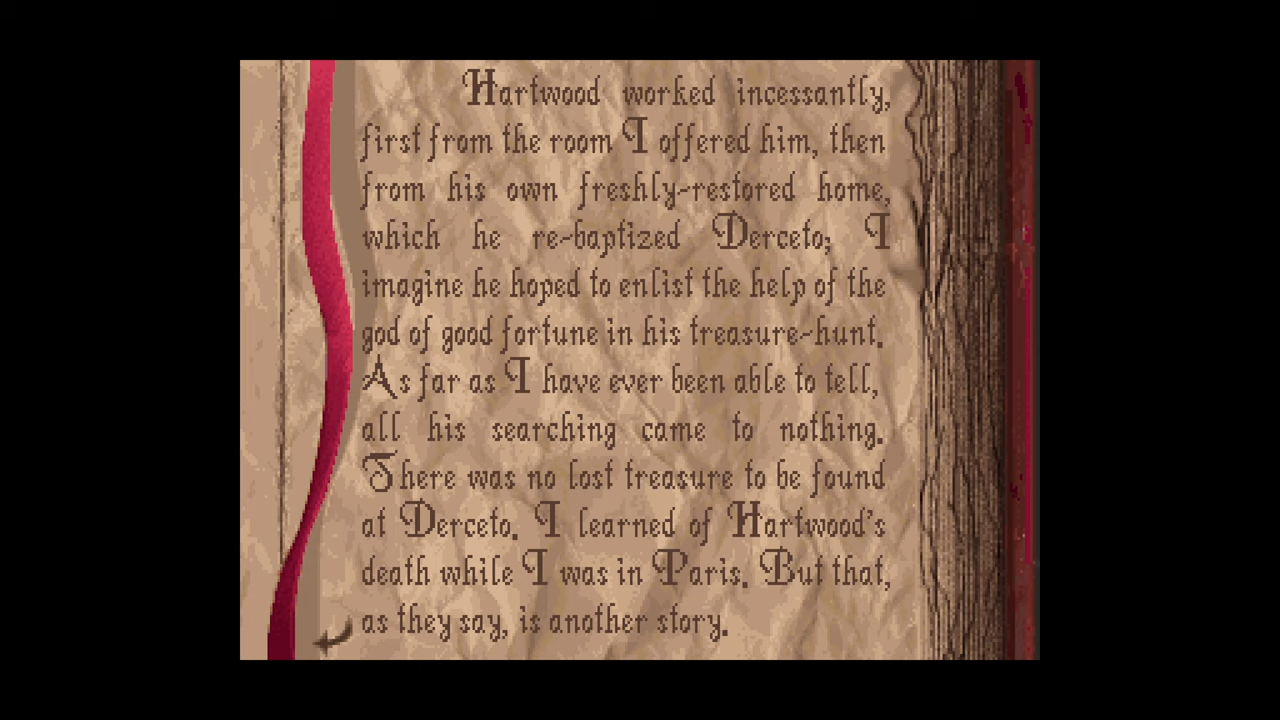 Hartwood worked incessantly,
first from the room I offered him, then
from his own freshly-restored home,
which he re-baptized Derceto; I
imagine he hoped to enlist the help of the
god of good fortune in his treasure-hunt.
As far as I have ever been able to tell,
all his searching came to nothing.
There was no lost treasure to be found
at Derceto. I learned of Hartwood's
death while I was in Paris. But that,
as they say, is another story.